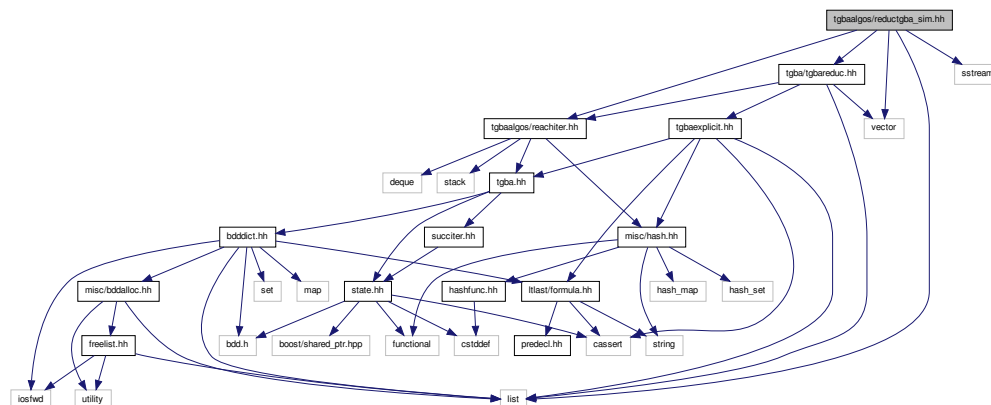 tgbaalgos/reductgba_sim.hh
tgba/tgbareduc.hh
sstream
tgbaalgos/reachiter.hh
tgbaexplicit.hh
vector
deque
stack
tgba.hh
bdddict.hh
succiter.hh
misc/hash.hh
misc/bddalloc.hh
set
map
state.hh
hashfunc.hh
ltlast/formula.hh
hash_map
hash_set
freelist.hh
bdd.h
boost/shared_ptr.hpp
functional
cstddef
predecl.hh
cassert
string
iosfwd
utility
list